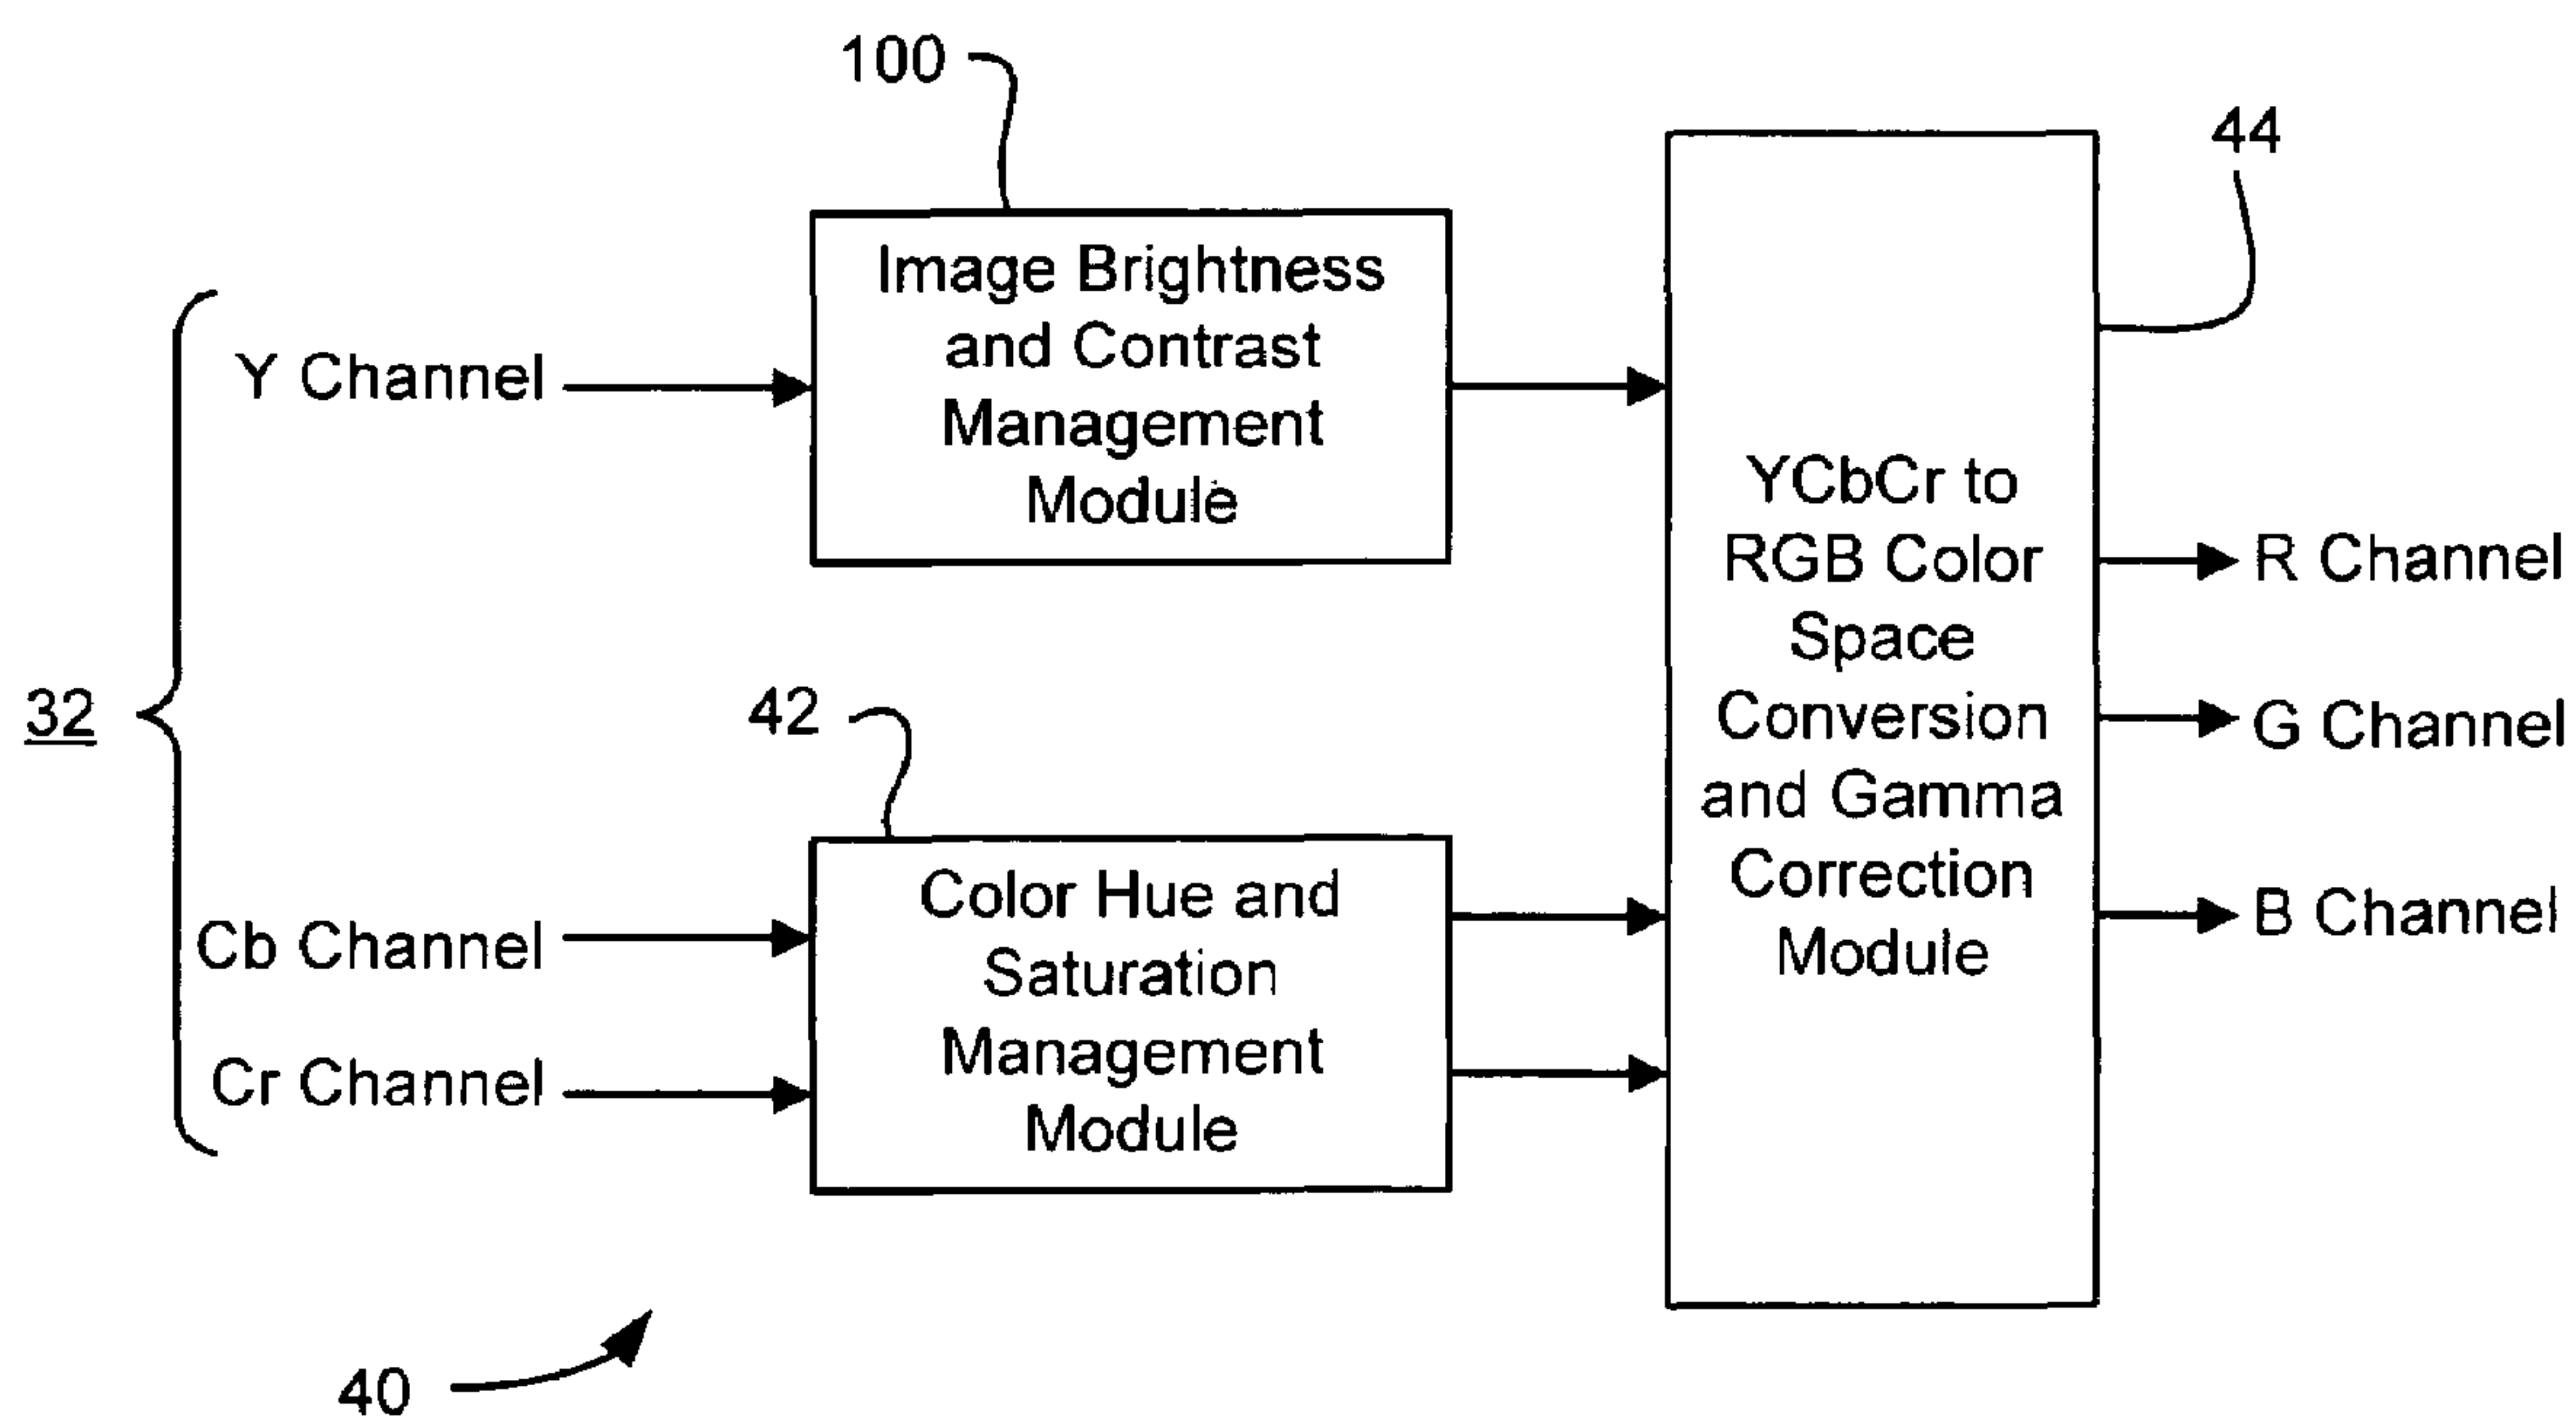 100
44
Image Brightness
and Contrast
Management
Module
Y Channel
YCbCr to
RGB Color
Space
Conversion
and Gamma
Correction
Module
R Channel
G Channel
B Channel
32
42
Color Hue and
Saturation
Management
Module
Cb Channel
Cr Channel
40